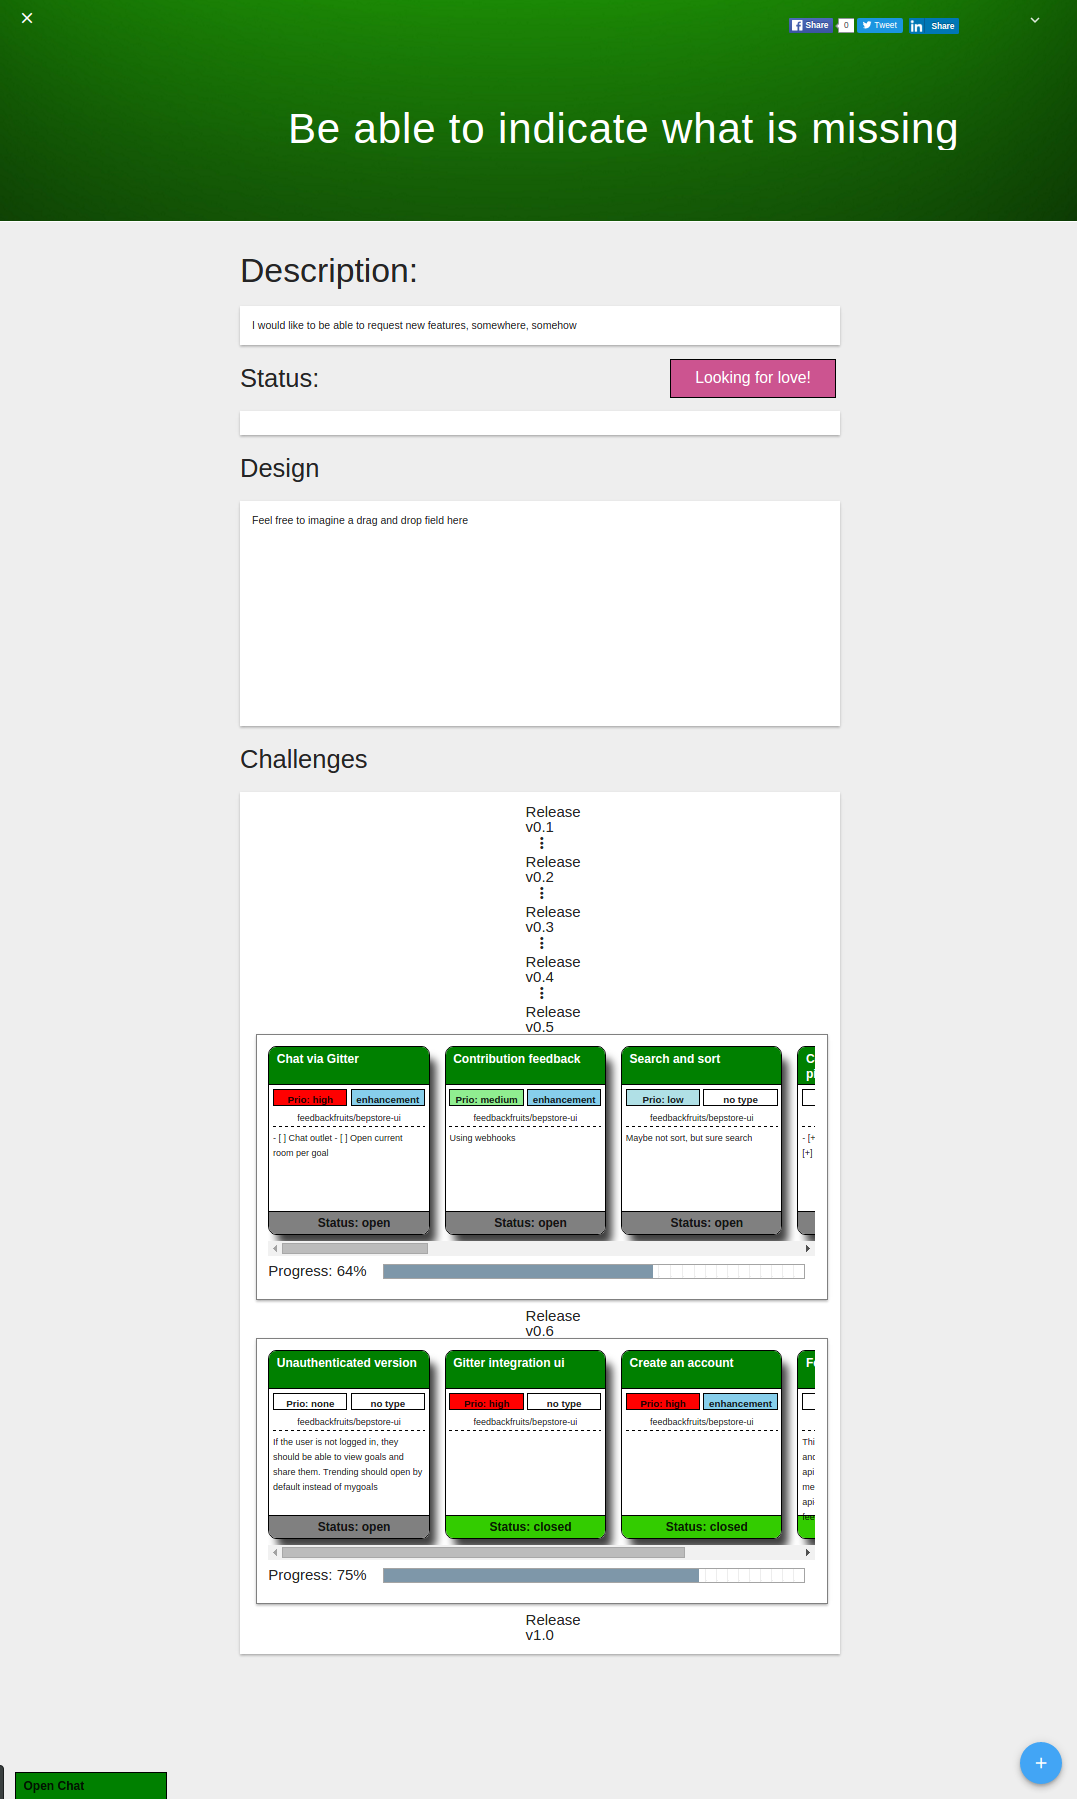 Share 0 Tweet Share
Be able to indicate what is missing
Description:
I would like to be able to request new features, somewhere, somehow
Status:
Looking for love!
Design
Feel free to imagine a drag and drop field here
Challenges
Release
v0.1
Release
v0.2
Release
v0.3
Release
v0.4
Release
v0.5
Chat via Gitter
Prio: high enhancement
feedbackfruits/bepstore-ui
- [ ] Chat outlet - [ ] Open current
room per goal
Status: open
Contribution feedback
Prio: medium enhancement
feedbackfruits/bepstore-ui
Using webhooks
Status: open
Search and sort
Prio: low no type
feedbackfruits/bepstore-ui
Maybe not sort, but sure search
Status: open
C
pi
- [+
[+]
Progress: 64%
Release
v0.6
Unauthenticated version
Prio: none no type
feedbackfruits/bepstore-ui
If the user is not logged in, they
should be able to view goals and
share them. Trending should open by
default instead of mygoals
Status: open
Gitter integration ui
Prio: high no type
feedbackfruits/bepstore-ui
Status: closed
Create an account
Prio: high enhancement
feedbackfruits/bepstore-ui
Status: closed
Thi
and
api
me
api
fee
Progress: 75%
Release
v1.0
Open Chat
+